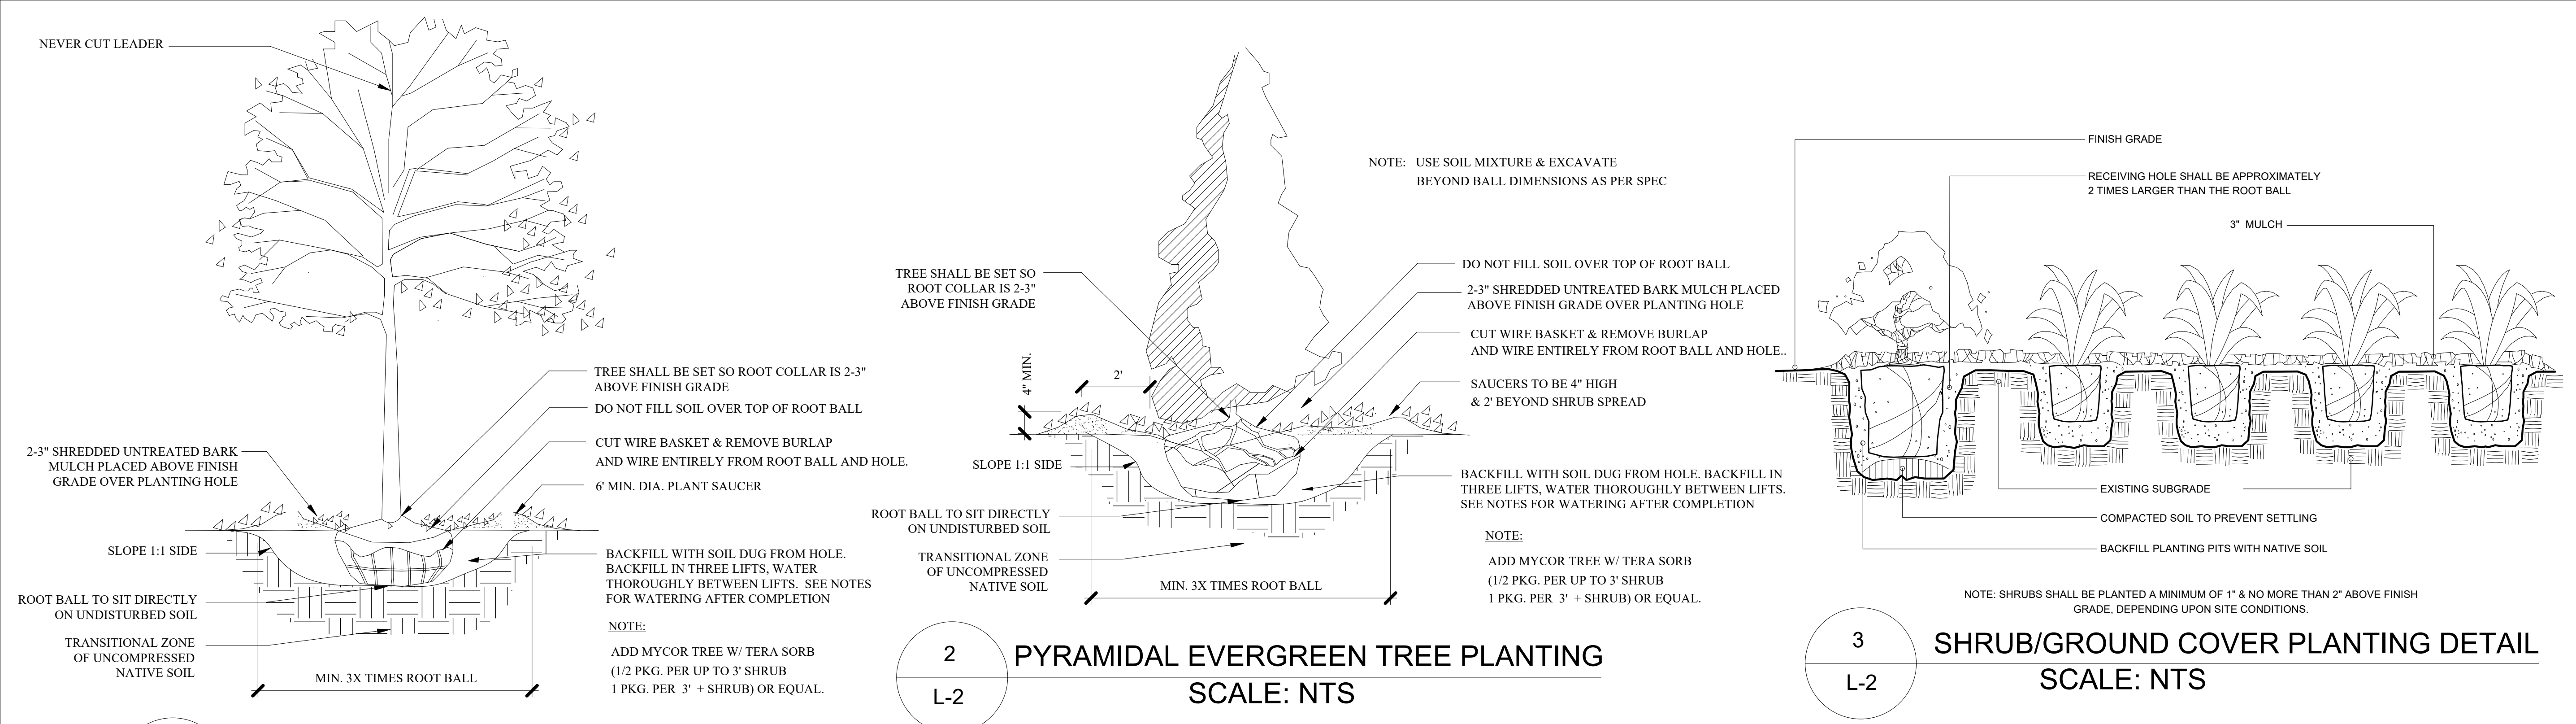 NEVER CUT LEADER
TREE SHALL BE SET SO ROOT COLLAR IS 2-3"
ABOVE FINISH GRADE
DO NOT FILL SOIL OVER TOP OF ROOT BALL
CUT WIRE BASKET & REMOVE BURLAP
AND WIRE ENTIRELY FROM ROOT BALL AND HOLE.
6' MIN. DIA. PLANT SAUCER
2-3" SHREDDED UNTREATED BARK
MULCH PLACED ABOVE FINISH
GRADE OVER PLANTING HOLE
SLOPE 1:1 SIDE
ROOT BALL TO SIT DIRECTLY
ON UNDISTURBED SOIL
TRANSITIONAL ZONE
OF UNCOMPRESSED
NATIVE SOIL
MIN. 3X TIMES ROOT BALL
BACKFILL WITH SOIL DUG FROM HOLE.
BACKFILL IN THREE LIFTS, WATER
THOROUGHLY BETWEEN LIFTS.  SEE NOTES
FOR WATERING AFTER COMPLETION
NOTE:
ADD MYCOR TREE W/ TERA SORB
(1/2 PKG. PER UP TO 3' SHRUB
1 PKG. PER  3'  + SHRUB) OR EQUAL.
NOTE:   USE SOIL MIXTURE & EXCAVATE
BEYOND BALL DIMENSIONS AS PER SPEC
TREE SHALL BE SET SO
ROOT COLLAR IS 2-3"
ABOVE FINISH GRADE
4" MIN.
2'
DO NOT FILL SOIL OVER TOP OF ROOT BALL
2-3" SHREDDED UNTREATED BARK MULCH PLACED
ABOVE FINISH GRADE OVER PLANTING HOLE
CUT WIRE BASKET & REMOVE BURLAP
AND WIRE ENTIRELY FROM ROOT BALL AND HOLE..
SAUCERS TO BE 4" HIGH
& 2' BEYOND SHRUB SPREAD
SLOPE 1:1 SIDE
ROOT BALL TO SIT DIRECTLY
ON UNDISTURBED SOIL
TRANSITIONAL ZONE
OF UNCOMPRESSED
NATIVE SOIL
MIN. 3X TIMES ROOT BALL
BACKFILL WITH SOIL DUG FROM HOLE. BACKFILL IN
THREE LIFTS, WATER THOROUGHLY BETWEEN LIFTS.
SEE NOTES FOR WATERING AFTER COMPLETION
NOTE:
ADD MYCOR TREE W/ TERA SORB
(1/2 PKG. PER UP TO 3' SHRUB
1 PKG. PER  3'  + SHRUB) OR EQUAL.
2
L-2
PYRAMIDAL EVERGREEN TREE PLANTING
SCALE: NTS
FINISH GRADE
RECEIVING HOLE SHALL BE APPROXIMATELY
2 TIMES LARGER THAN THE ROOT BALL
3"  MULCH
EXISTING SUBGRADE
COMPACTED SOIL TO PREVENT SETTLING
BACKFILL PLANTING PITS WITH NATIVE SOIL
NOTE: SHRUBS SHALL BE PLANTED A MINIMUM OF 1" & NO MORE THAN 2" ABOVE FINISH
GRADE, DEPENDING UPON SITE CONDITIONS.
3
L-2
SHRUB/GROUND COVER PLANTING DETAIL
SCALE: NTS